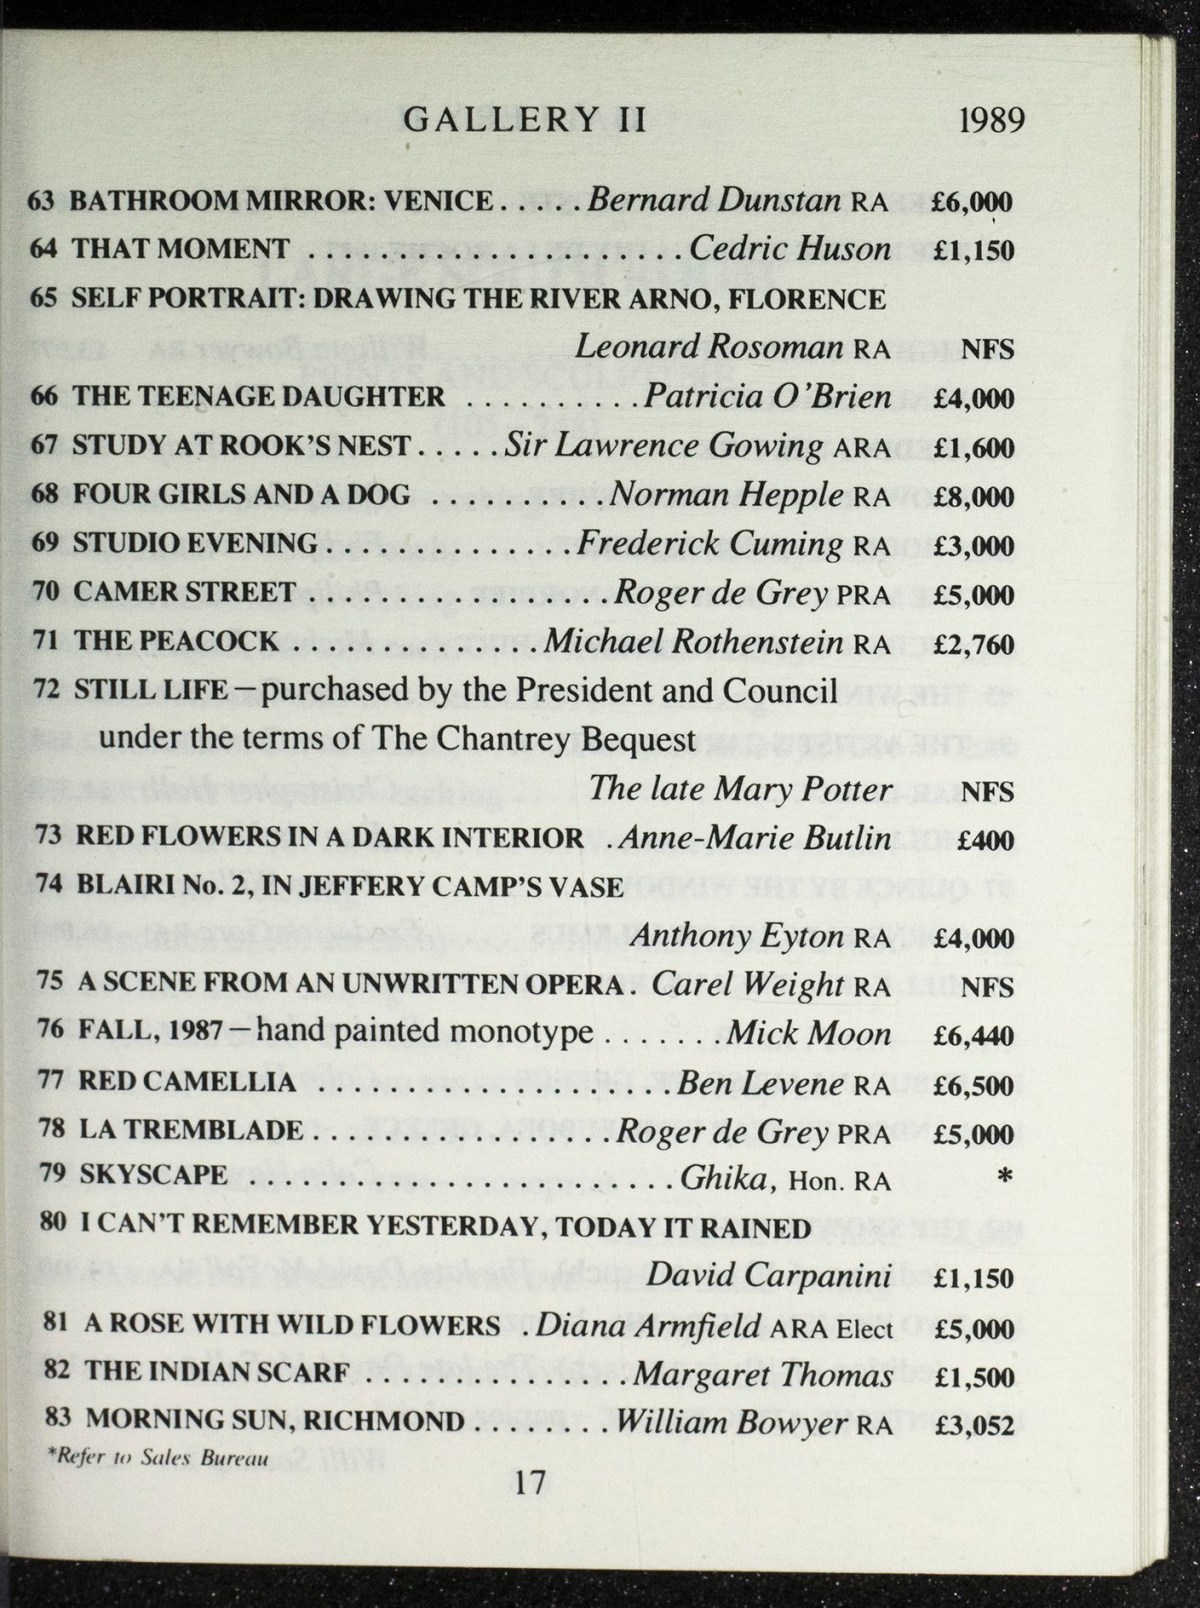 GALLERY II 1989
63 BATHROOM MIRROR: VENICE . . . . . Bernard Dunstan RA £6,000
64 THAT MOMENT . . . . . . . . . . . . . . . . . . . . . . Cedric Huson £1,150
65 SELF PORTRAIT: DRAWING THE RIVER ARNO, FLORENCE
Leonard Rosoman RA NFS
66 THE TEENAGE DAUGHTER . . . . . . . . . . Patricia O'Brien £4,000
67 STUDY AT ROOK'S NEST . . . . . Sir Lawrence Gowing ARA £1,600
68 FOUR GIRLS AND A DOG . . . . . . . . . . Norman Hepple RA £8,000
69 STUDIO EVENING . . . . . . . . . . . . . . Frederick Cuming RA £3,000
70 CAMER STREET . . . . . . . . . . . . . . . . . Roger de Grey PRA £5,000
71 THE PEACOCK . . . . . . . . . . . . . . Michael Rothenstein RA £2,760
72 STILL LIFE — purchased by the President and Council
under the terms of The Chantrey Bequest
The late Mary Potter NFS
73 RED FLOWERS IN A DARK INTERIOR . Anne-Marie Butlin £400
74 BLAIRI No. 2, IN JEFFERY CAMP'S VASE
Anthony Eyton RA £4,000
75 A SCENE FROM AN UNWRITTEN OPERA . Carel Weight RA NFS
76 FALL, 1987 — hand painted monotype . . . . . . . Mick Moon £6,440
77 RED CAMELLIA . . . . . . . . . . . . . . . . . . . . Ben Levene RA £6,500
78 LA TREMBLADE . . . . . . . . . . . . . . . . . Roger de Grey PRA £5,000
79 SKYSCAPE . . . . . . . . . . . . . . . . . . . . . . . . Ghika, Hon. RA *
80 I CAN'T REMEMBER YESTERDAY, TODAY IT RAINED
David Carpanini £1,150
81 A ROSE WITH WILD FLOWERS . Diana Armfield ARA Elect £5,000
82 THE INDIAN SCARF . . . . . . . . . . . . . . . Margaret Thomas £1,500
83 MORNING SUN, RICHMOND . . . . . . . . William Bowyer RA £3,052
*Refer to Sales Bureau
17